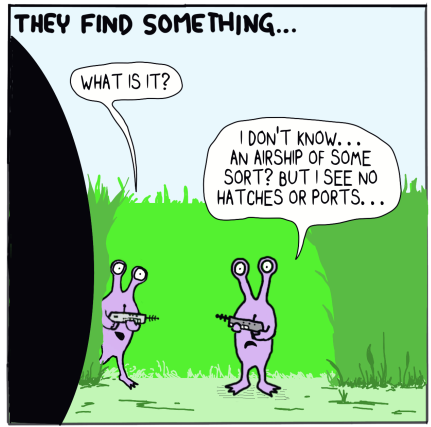 THEY FIND SOMETHING...
WHAT IS IT?
I DON'T KNOW...
AN AIRSHIP OF SOME
SORT? BUT I SEE NO
HATCHES OR PORTS...